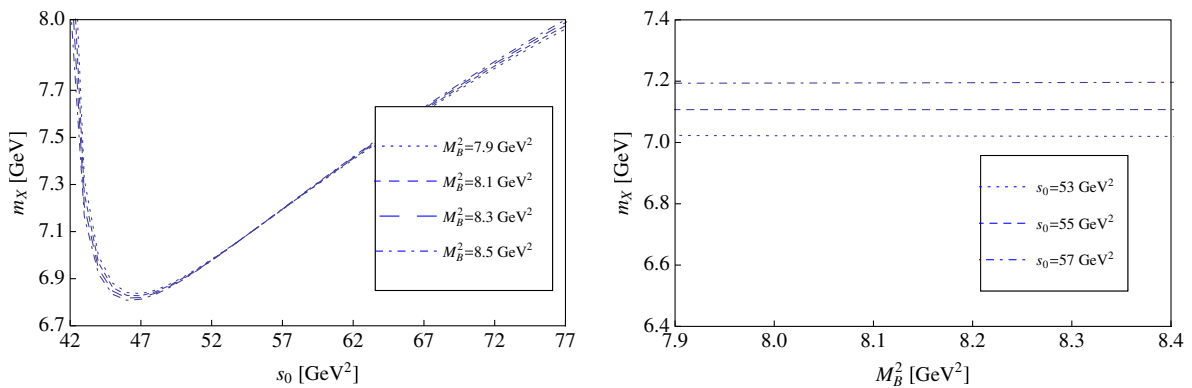 8.0
7.7
7.5
7.3
7.1
6.9
6.7
m_X [GeV]
42 47 52 57 62 67 72 77
s_0 [GeV^2]
M_B^2=7.9 GeV^2
M_B^2=8.1 GeV^2
M_B^2=8.3 GeV^2
M_B^2=8.5 GeV^2
7.4
7.2
7.0
6.8
6.6
6.4
m_X [GeV]
7.9 8.0 8.1 8.2 8.3 8.4
M_B^2 [GeV^2]
s_0=53 GeV^2
s_0=55 GeV^2
s_0=57 GeV^2